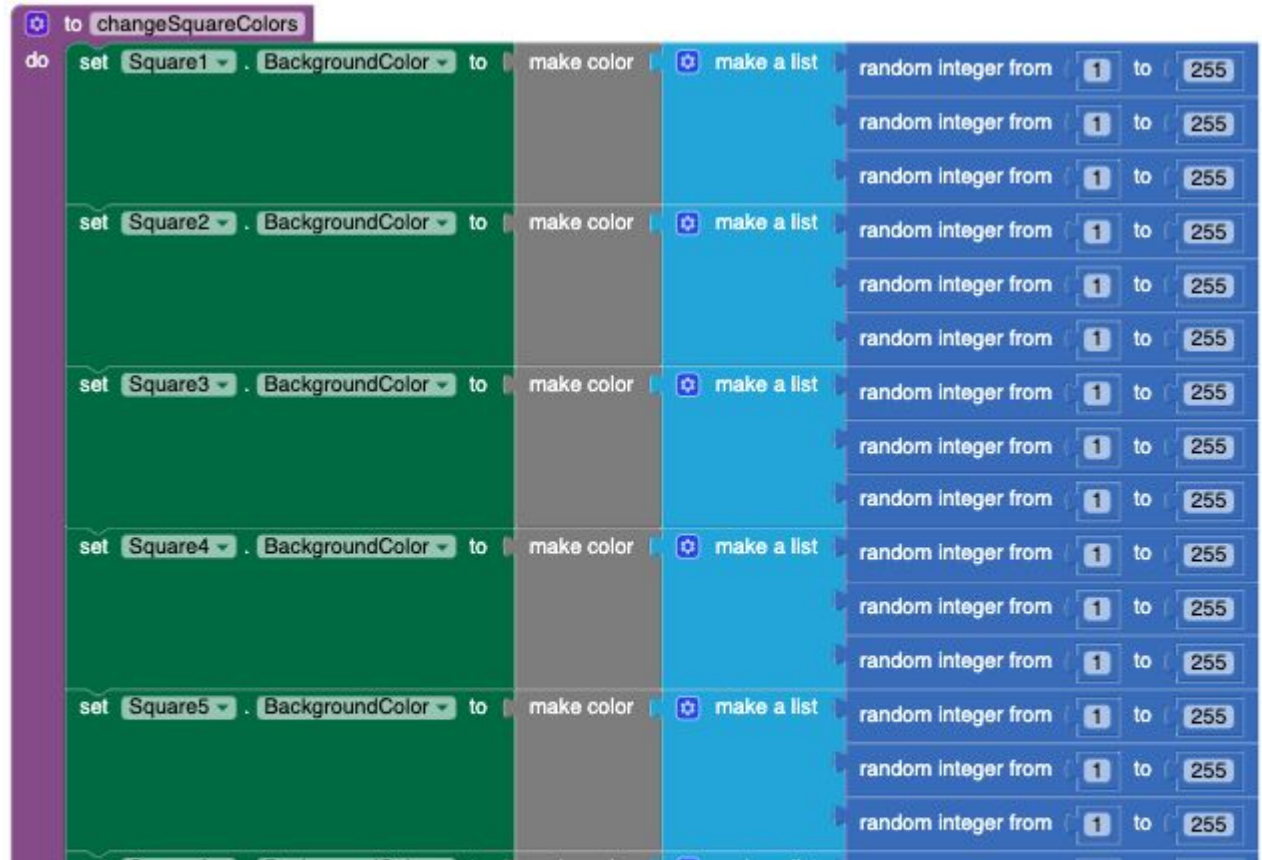 to changeSquareColors
do set Square1 . BackgroundColor to make color make a list random integer from 1 to 255
random integer from 1 to 255
random integer from 1 to 255
set Square2 . BackgroundColor to make color make a list random integer from 1 to 255
random integer from 1 to 255
random integer from 1 to 255
set Square3 . BackgroundColor to make color make a list random integer from 1 to 255
random integer from 1 to 255
random integer from 1 to 255
set Square4 . BackgroundColor to make color make a list random integer from 1 to 255
random integer from 1 to 255
random integer from 1 to 255
set Square5 . BackgroundColor to make color make a list random integer from 1 to 255
random integer from 1 to 255
random integer from 1 to 255